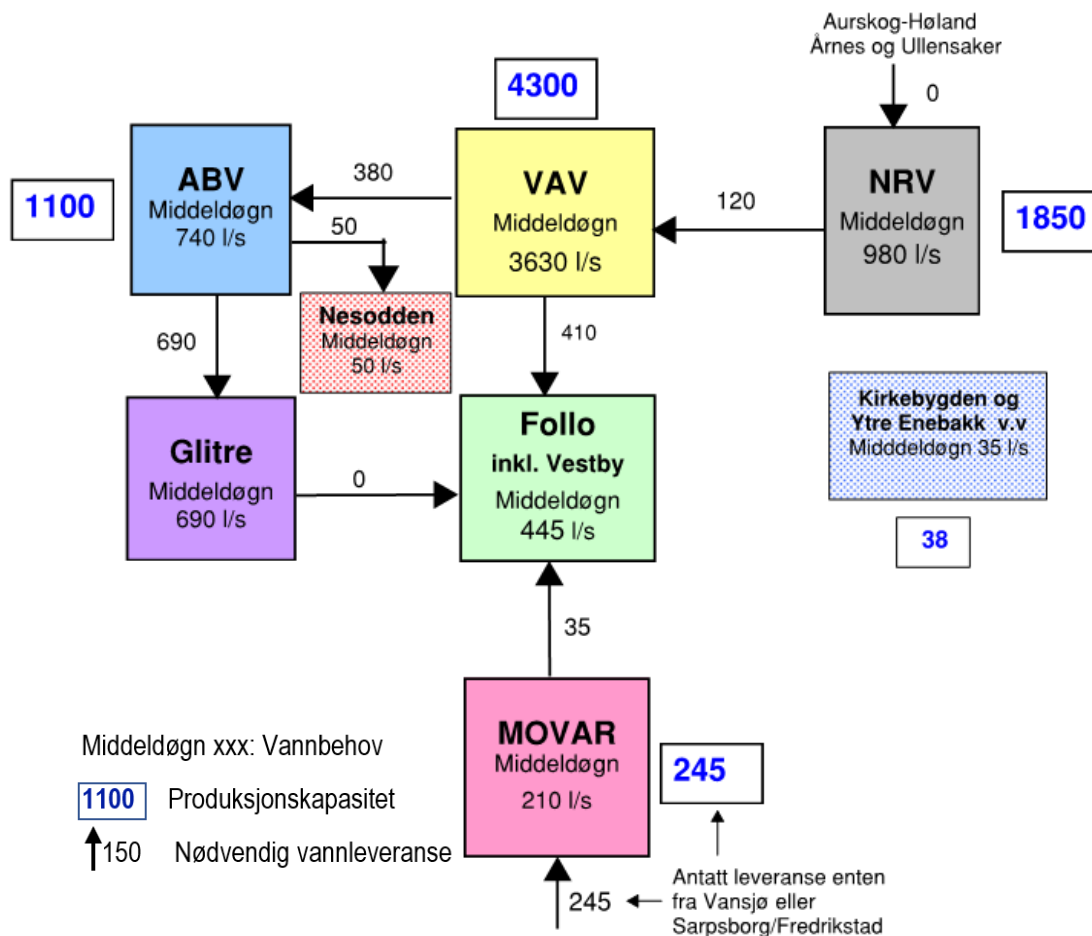 Aurskog-Høland
Årnes og Ullensaker
0
4300
ABV
Middeldøgn
740 l/s
1100
380
50
VAV
Middeldøgn
3630 l/s
120
NRV
Middeldøgn
980 l/s
1850
Nesodden
Middeldøgn
50 l/s
690
410
Glitre
Middeldøgn
690 l/s
0
Follo
inkl. Vestby
Middeldøgn
445 l/s
Kirkebygden og
Ytre Enebakk v.v
Midddeldøgn 35 l/s
38
35
MOVAR
Middeldøgn
210 l/s
245
Middeldøgn xxx: Vannbehov
1100 Produksjonskapasitet
150 Nødvendig vannleveranse
245
Antatt leveranse enten
fra Vansjø eller
Sarpsborg/Fredrikstad